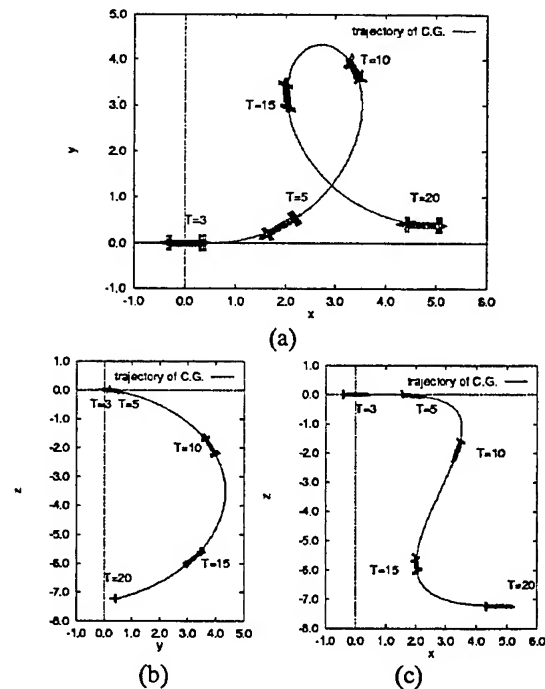 trajectory of C.G.
5.0
4.0
3.0
2.0
1.0
0.0
-1.0
y
T=10
T=15
T=5
T=3
T=20
-1.0 0.0 1.0 2.0 3.0 4.0 5.0 6.0
x
(a)
trajectory of C.G.
1.0
0.0
-1.0
-2.0
-3.0
-4.0
-5.0
-6.0
-7.0
-8.0
z
T=3 T=5
T=10
T=15
T=20
-1.0 0.0 1.0 2.0 3.0 4.0 5.0
y
(b)
trajectory of C.G.
1.0
0.0
-1.0
-2.0
-3.0
-4.0
-5.0
-6.0
-7.0
-8.0
z
T=3 T=5
T=10
T=15
T=20
-1.0 0.0 1.0 2.0 3.0 4.0 5.0 6.0
x
(c)